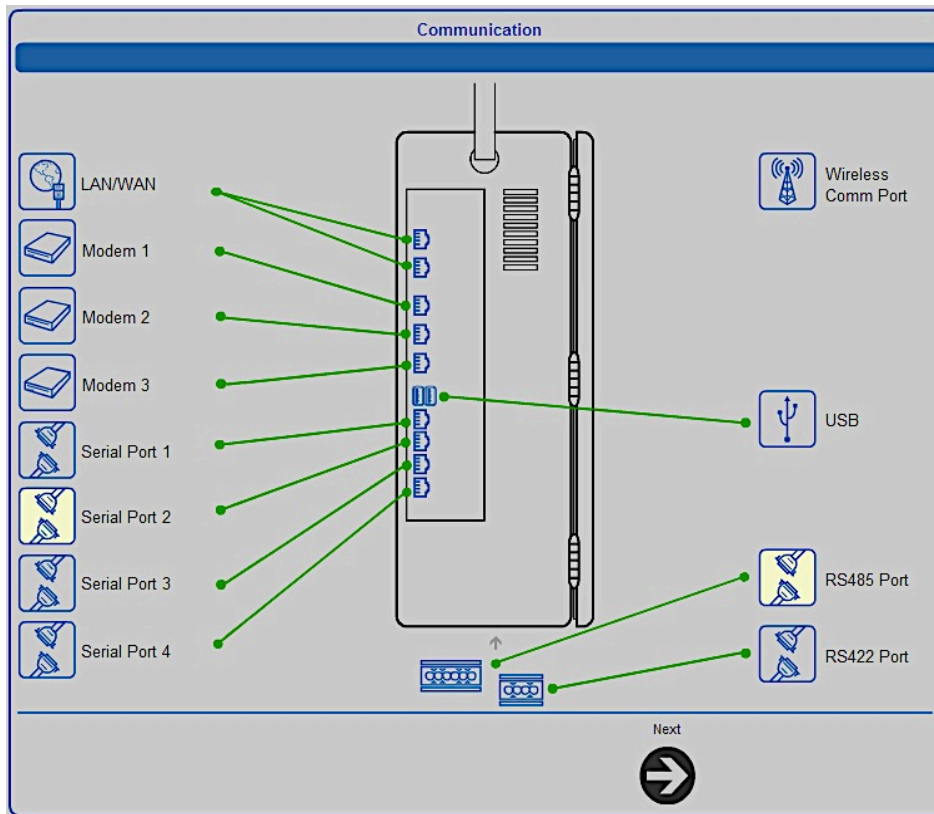 Communication
LAN/WAN
Wireless
Comm Port
Modem 1
Modem 2
Modem 3
USB
Serial Port 1
Serial Port 2
Serial Port 3
RS485 Port
Serial Port 4
RS422 Port
Next